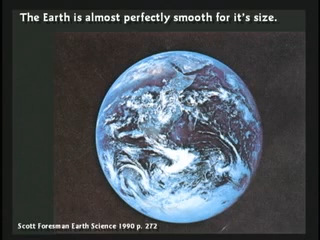 The Earth is almost perfectly smooth for it's size.
Scott Foresman Earth Science 1990 p. 272